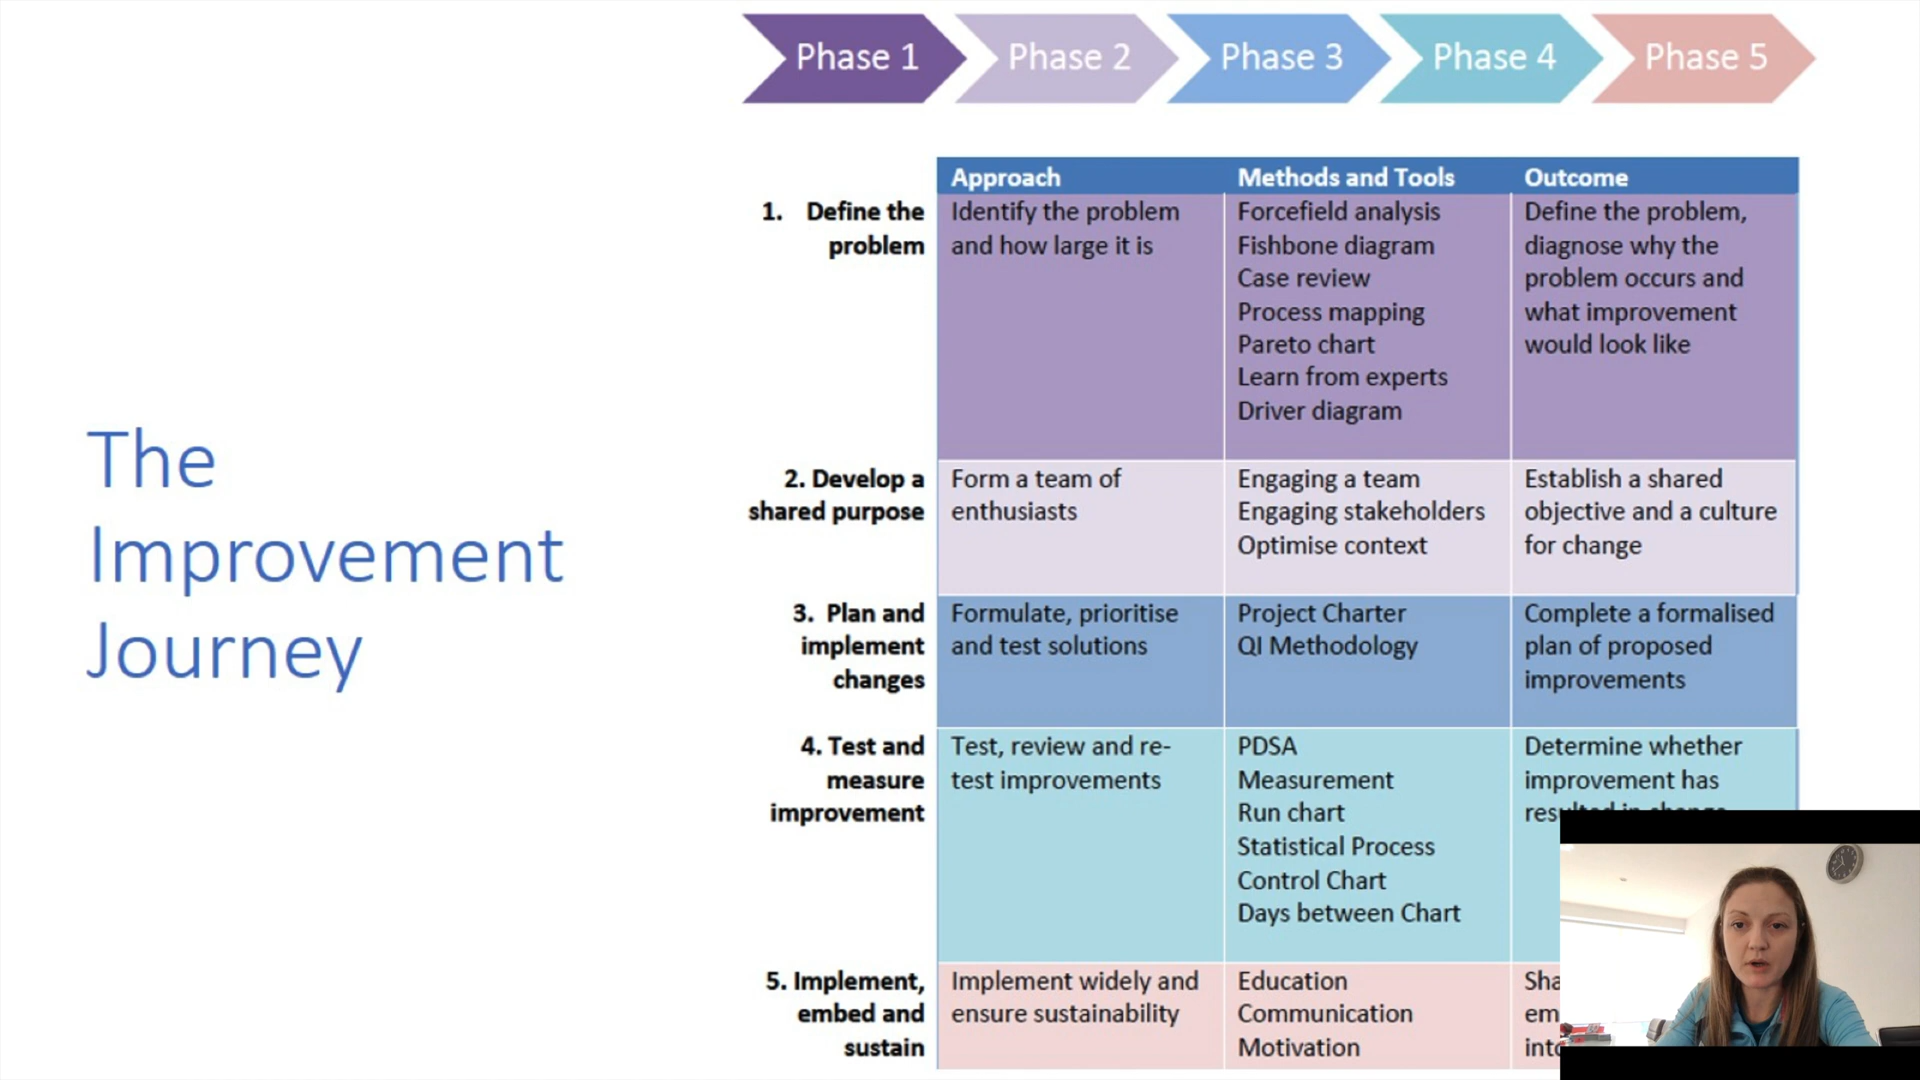 Phase 1 Phase 2 Phase 3 Phase 4 Phase 5
The
Improvement
Journey
Approach Methods and Tools Outcome
1. Define the
problem
Identify the problem
and how large it is
Forcefield analysis
Fishbone diagram
Case review
Process mapping
Pareto chart
Learn from experts
Driver diagram
Define the problem,
diagnose why the
problem occurs and
what improvement
would look like
2. Develop a
shared purpose
Form a team of
enthusiasts
Engaging a team
Engaging stakeholders
Optimise context
Establish a shared
objective and a culture
for change
3. Plan and
implement
changes
Formulate, prioritise
and test solutions
Project Charter
QI Methodology
Complete a formalised
plan of proposed
improvements
4. Test and
measure
improvement
Test, review and re-
test improvements
PDSA
Measurement
Run chart
Statistical Process
Control Chart
Days between Chart
Determine whether
improvement has
resulted in change
5. Implement,
embed and
sustain
Implement widely and
ensure sustainability
Education
Communication
Motivation